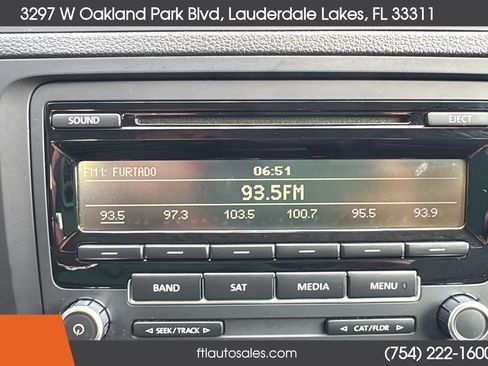 3297 W Oakland Park Blvd, Lauderdale Lakes, FL 33311
SOUND
EJECT
FM1: FURTADO
06:51
93.5FM
93.5 97.3 103.5 100.7 95.5 93.9
BAND SAT MEDIA MENU
SEEK/TRACK CAT/FLDR
ftlautosales.com
(754) 222-1600